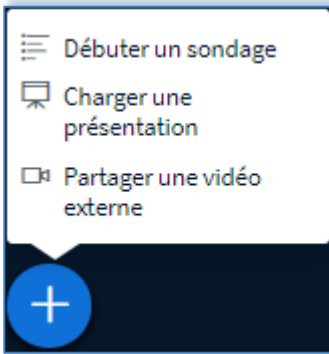 Débuter un sondage
Charger une
présentation
Partager une vidéo
externe